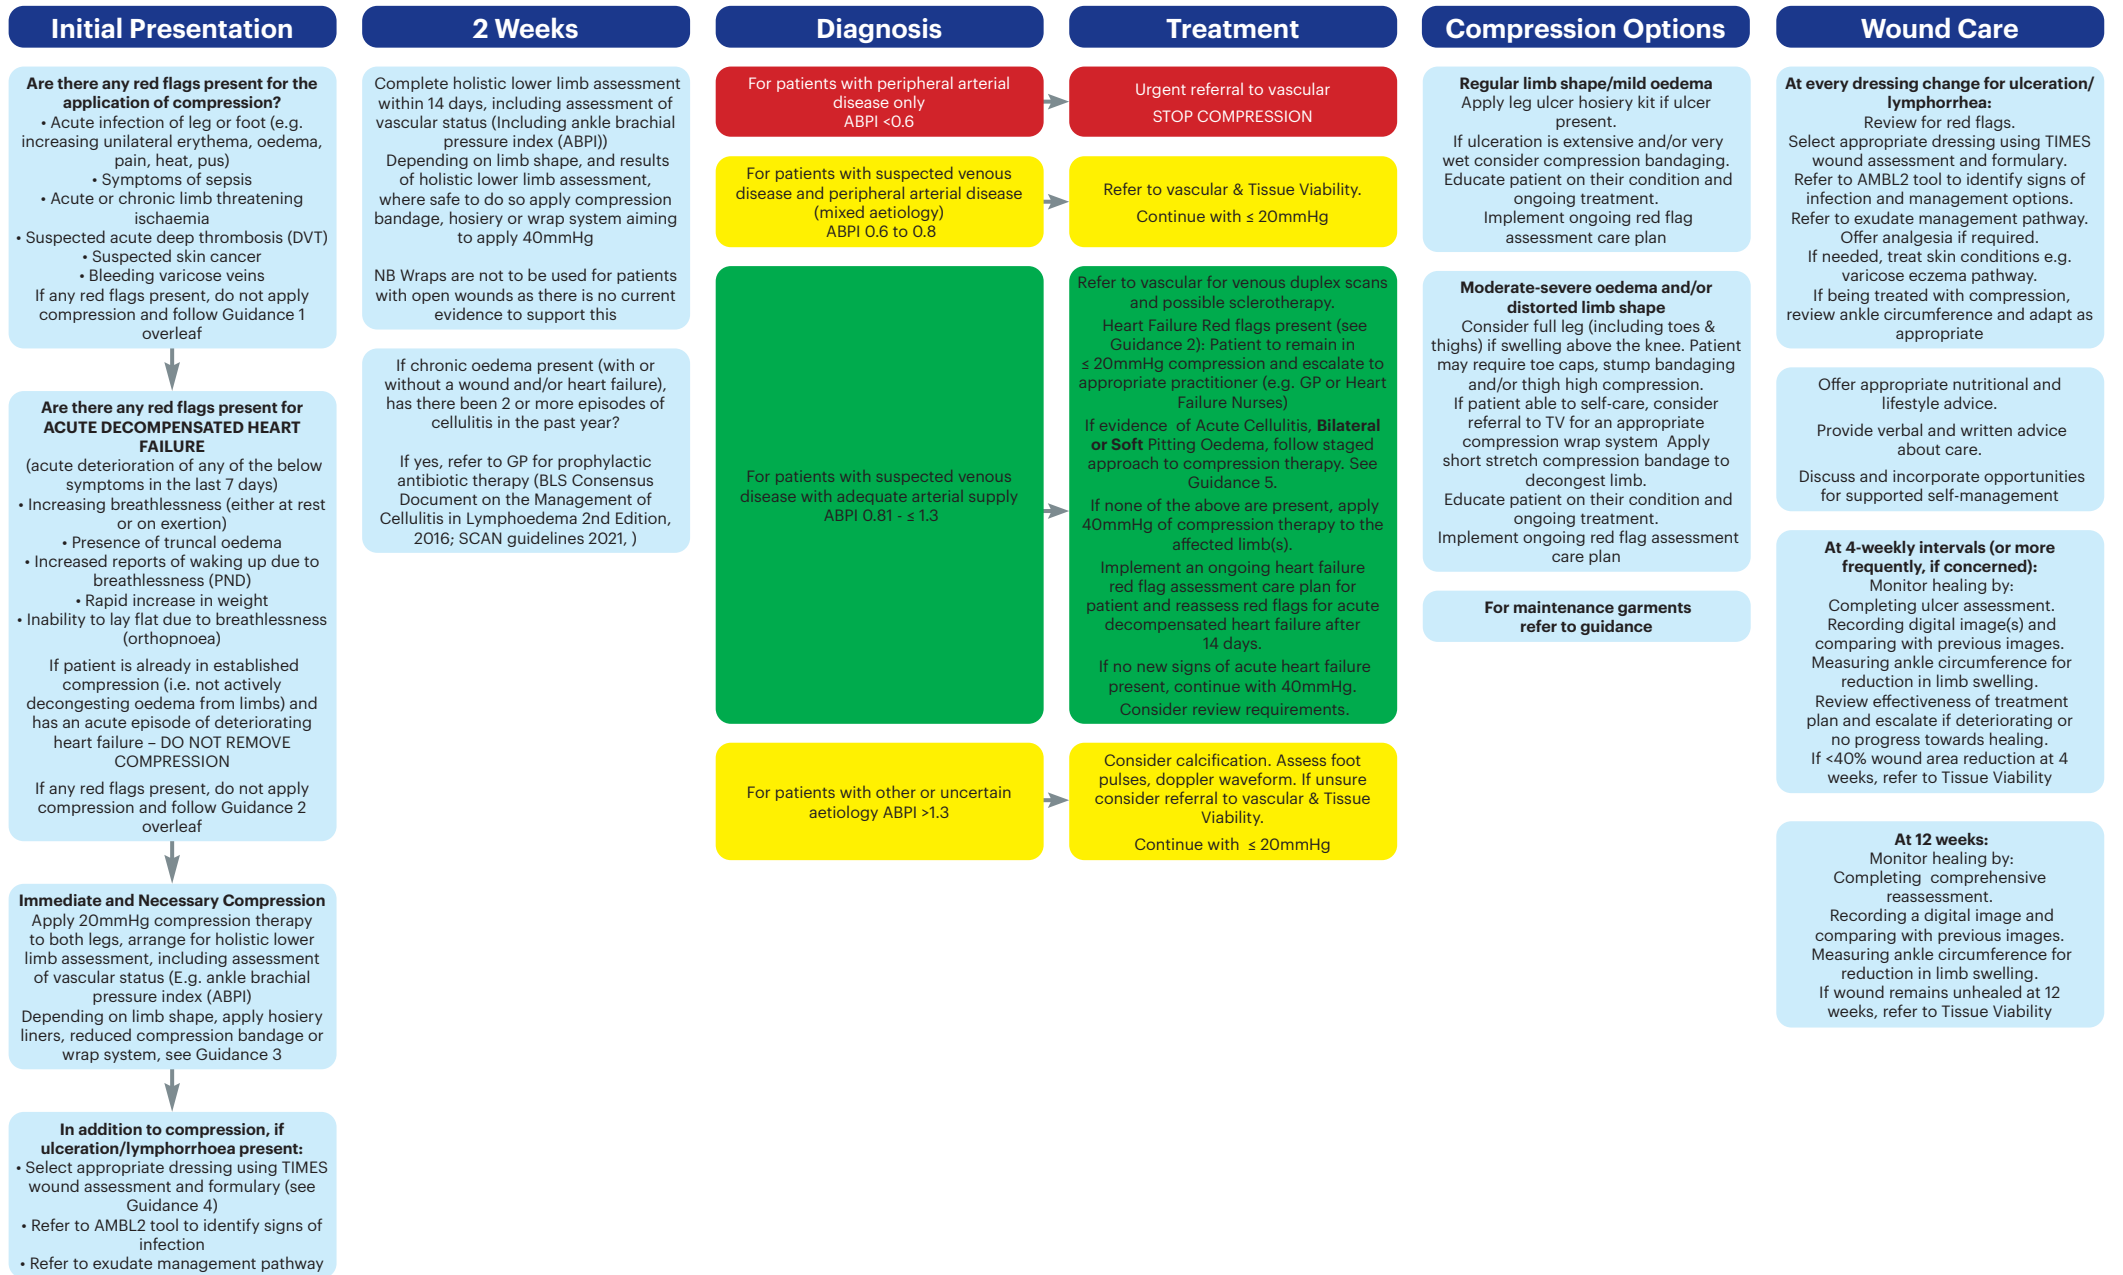 Initial Presentation
Are there any red flags present for the
application of compression?
• Acute infection of leg or foot (e.g.
increasing unilateral erythema, oedema,
pain, heat, pus)
• Symptoms of sepsis
• Acute or chronic limb threatening
ischaemia
• Suspected acute deep thrombosis (DVT)
• Suspected skin cancer
• Bleeding varicose veins
If any red flags present, do not apply
compression and follow Guidance 1
overleaf
Are there any red flags present for
ACUTE DECOMPENSATED HEART
FAILURE
(acute deterioration of any of the below
symptoms in the last 7 days)
• Increasing breathlessness (either at rest
or on exertion)
• Presence of truncal oedema
• Increased reports of waking up due to
breathlessness (PND)
• Rapid increase in weight
• Inability to lay flat due to breathlessness
(orthopnoea)
If patient is already in established
compression (i.e. not actively
decongesting oedema from limbs) and
has an acute episode of deteriorating
heart failure – DO NOT REMOVE
COMPRESSION
If any red flags present, do not apply
compression and follow Guidance 2
overleaf
Immediate and Necessary Compression
Apply 20mmHg compression therapy
to both legs, arrange for holistic lower
limb assessment, including assessment
of vascular status (E.g. ankle brachial
pressure index (ABPI)
Depending on limb shape, apply hosiery
liners, reduced compression bandage or
wrap system, see Guidance 3
In addition to compression, if
ulceration/lymphorrhoea present:
• Select appropriate dressing using TIMES
wound assessment and formulary (see
Guidance 4)
• Refer to AMBL2 tool to identify signs of
infection
• Refer to exudate management pathway
2 Weeks
Complete holistic lower limb assessment
within 14 days, including assessment of
vascular status (Including ankle brachial
pressure index (ABPI))
Depending on limb shape, and results
of holistic lower limb assessment,
where safe to do so apply compression
bandage, hosiery or wrap system aiming
to apply 40mmHg
NB Wraps are not to be used for patients
with open wounds as there is no current
evidence to support this
If chronic oedema present (with or
without a wound and/or heart failure),
has there been 2 or more episodes of
cellulitis in the past year?
If yes, refer to GP for prophylactic
antibiotic therapy (BLS Consensus
Document on the Management of
Cellulitis in Lymphoedema 2nd Edition,
2016; SCAN guidelines 2021, )
Diagnosis
For patients with peripheral arterial
disease only
ABPI <0.6
For patients with suspected venous
disease and peripheral arterial disease
(mixed aetiology)
ABPI 0.6 to 0.8
For patients with suspected venous
disease with adequate arterial supply
ABPI 0.81 - ≤ 1.3
For patients with other or uncertain
aetiology ABPI >1.3
Treatment
Urgent referral to vascular
STOP COMPRESSION
Refer to vascular & Tissue Viability.
Continue with ≤ 20mmHg
Refer to vascular for venous duplex scans
and possible sclerotherapy.
Heart Failure Red flags present (see
Guidance 2): Patient to remain in
≤ 20mmHg compression and escalate to
appropriate practitioner (e.g. GP or Heart
Failure Nurses)
If evidence of Acute Cellulitis, Bilateral
or Soft Pitting Oedema, follow staged
approach to compression therapy. See
Guidance 5.
If none of the above are present, apply
40mmHg of compression therapy to the
affected limb(s).
Implement an ongoing heart failure
red flag assessment care plan for
patient and reassess red flags for acute
decompensated heart failure after
14 days.
If no new signs of acute heart failure
present, continue with 40mmHg.
Consider review requirements.
Consider calcification. Assess foot
pulses, doppler waveform. If unsure
consider referral to vascular & Tissue
Viability.
Continue with ≤ 20mmHg
Compression Options
Regular limb shape/mild oedema
Apply leg ulcer hosiery kit if ulcer
present.
If ulceration is extensive and/or very
wet consider compression bandaging.
Educate patient on their condition and
ongoing treatment.
Implement ongoing red flag
assessment care plan
Moderate-severe oedema and/or
distorted limb shape
Consider full leg (including toes &
thighs) if swelling above the knee. Patient
may require toe caps, stump bandaging
and/or thigh high compression.
If patient able to self-care, consider
referral to TV for an appropriate
compression wrap system Apply
short stretch compression bandage to
decongest limb.
Educate patient on their condition and
ongoing treatment.
Implement ongoing red flag assessment
care plan
For maintenance garments
refer to guidance
Wound Care
At every dressing change for ulceration/
lymphorrhea:
Review for red flags.
Select appropriate dressing using TIMES
wound assessment and formulary.
Refer to AMBL2 tool to identify signs of
infection and management options.
Refer to exudate management pathway.
Offer analgesia if required.
If needed, treat skin conditions e.g.
varicose eczema pathway.
If being treated with compression,
review ankle circumference and adapt as
appropriate
Offer appropriate nutritional and
lifestyle advice.
Provide verbal and written advice
about care.
Discuss and incorporate opportunities
for supported self-management
At 4-weekly intervals (or more
frequently, if concerned):
Monitor healing by:
Completing ulcer assessment.
Recording digital image(s) and
comparing with previous images.
Measuring ankle circumference for
reduction in limb swelling.
Review effectiveness of treatment
plan and escalate if deteriorating or
no progress towards healing.
If <40% wound area reduction at 4
weeks, refer to Tissue Viability
At 12 weeks:
Monitor healing by:
Completing comprehensive
reassessment.
Recording a digital image and
comparing with previous images.
Measuring ankle circumference for
reduction in limb swelling.
If wound remains unhealed at 12
weeks, refer to Tissue Viability